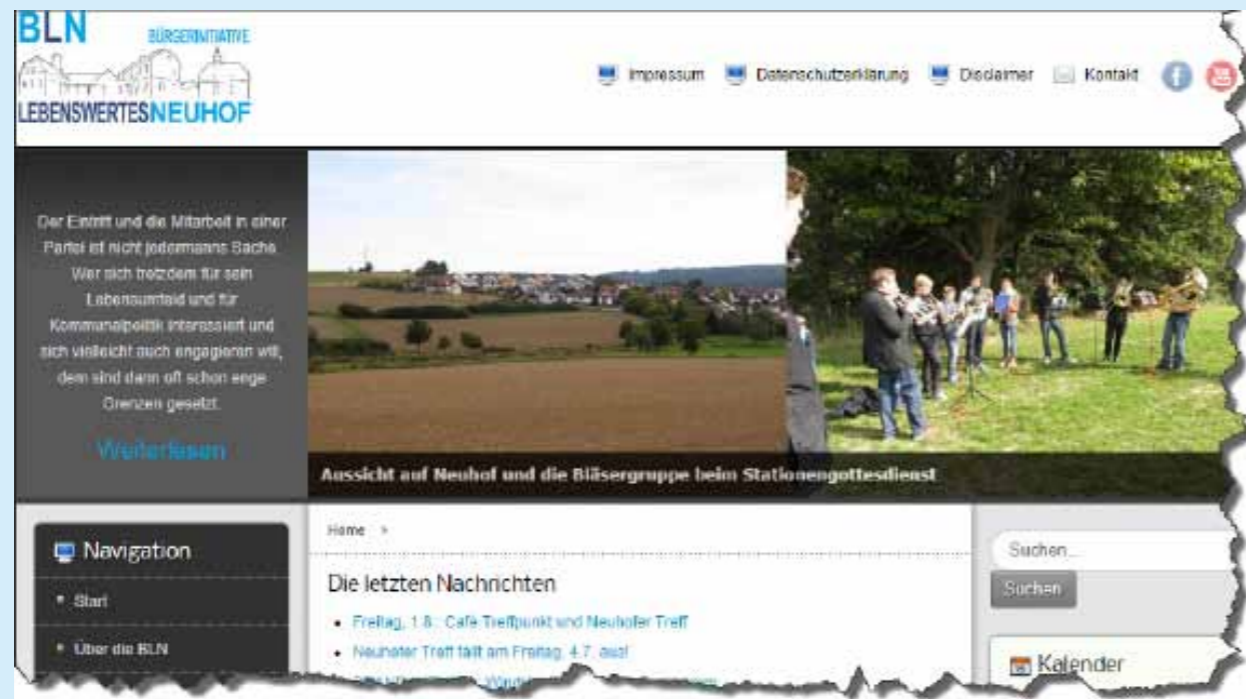 BLN BÜRGERINITIATIVE
LEBENSWERTESNEUHOF
Impressum Datenschutzerklärung Disclaimer Kontakt
Der Eintritt und die Mitarbeit in einer
Partei ist nicht jedermanns Sache.
Wer sich trotzdem für sein
Lebensumfeld und für
Kommunalpolitik interessiert und
sich vielleicht auch engagieren will,
dem sind dann oft schon enge
Grenzen gesetzt.
Weiterlesen
Aussicht auf Neuhof und die Bläsergruppe beim Stationengottesdienst
Navigation
Start
Über die BLN
Home >
Die letzten Nachrichten
Freitag, 1.8.: Café Treffpunkt und Neuhofer Treff
Neuhofer Treff fällt am Freitag, 4.7. aus!
Suchen...
Suchen
Kalender